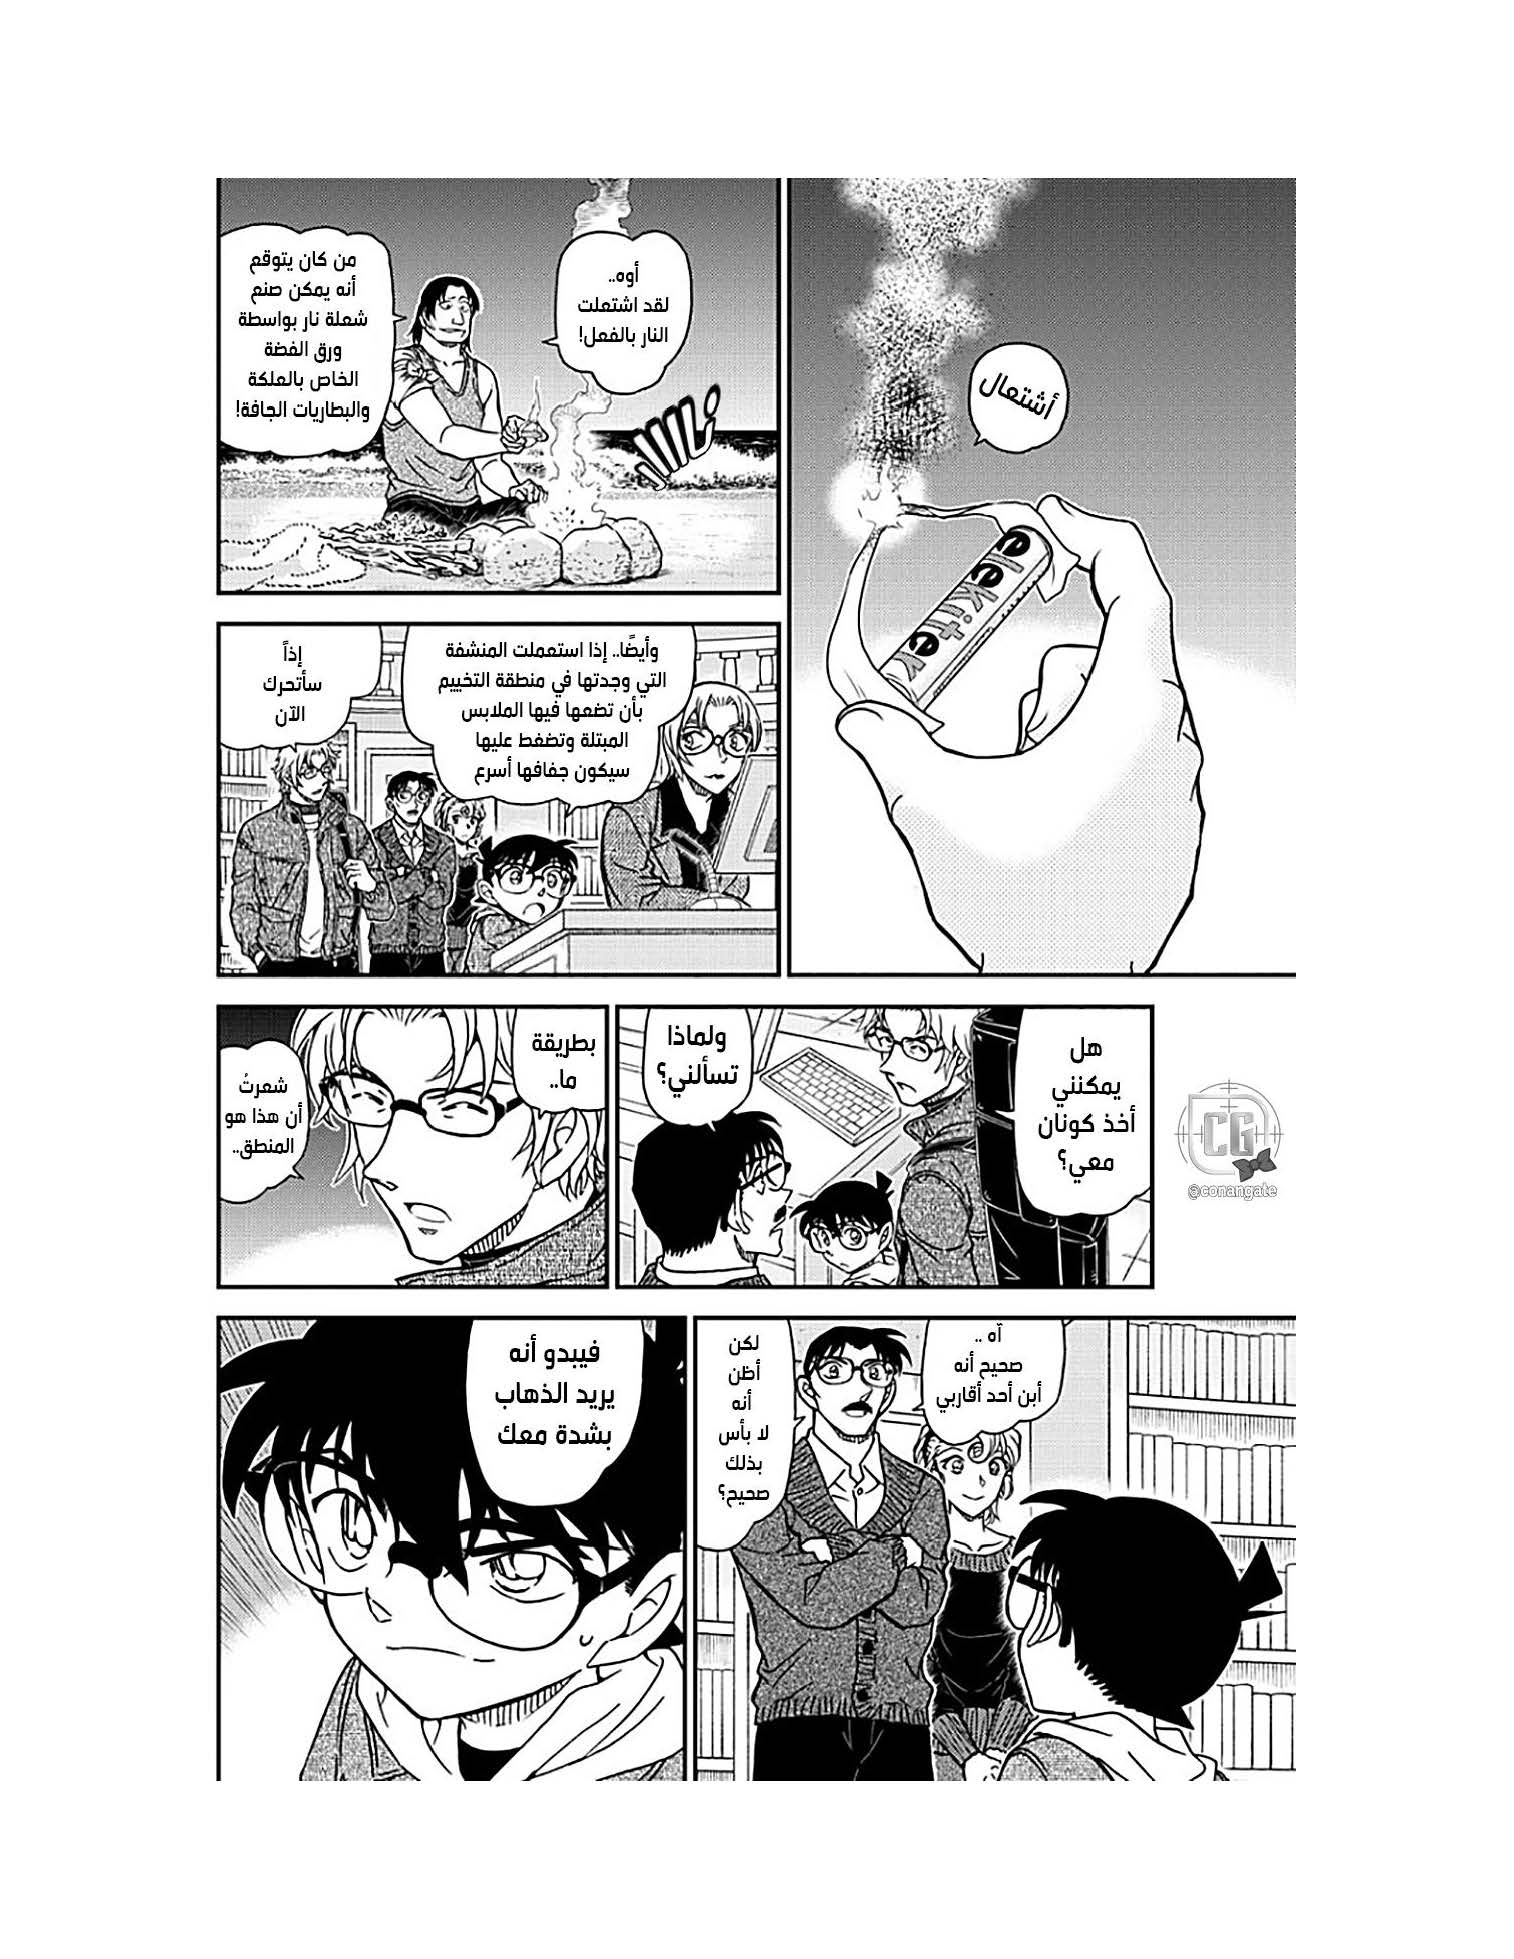 أشتعال
elekiter
أوه..
لقد اشتعلت
النار بالفعل!
من كان يتوقع
أنه يمكن صنع
شعلة نار بواسطة
ورق الفضة
الخاص بالعلكة
والبطاريات الجافة!
وأيضًا.. إذا استعملت المنشفة
التي وجدتها في منطقة التخييم
بأن تضعها فيها الملابس
المبتلة وتضغط عليها
سيكون جفافها أسرع
إذاً
سأتحرك
الآن
هل
يمكنني
أخذ كونان
معي؟
ولماذا
تسألني؟
بطريقة
ما..
شعرتُ
أن هذا هو
المنطق..
CG
@conangate
آه ..
صحيح أنه
أبن أحد أقاربي
لكن
أظن
أنه
لا بأس
بذلك
صحيح؟
فيبدو أنه
يريد الذهاب
بشدة معك